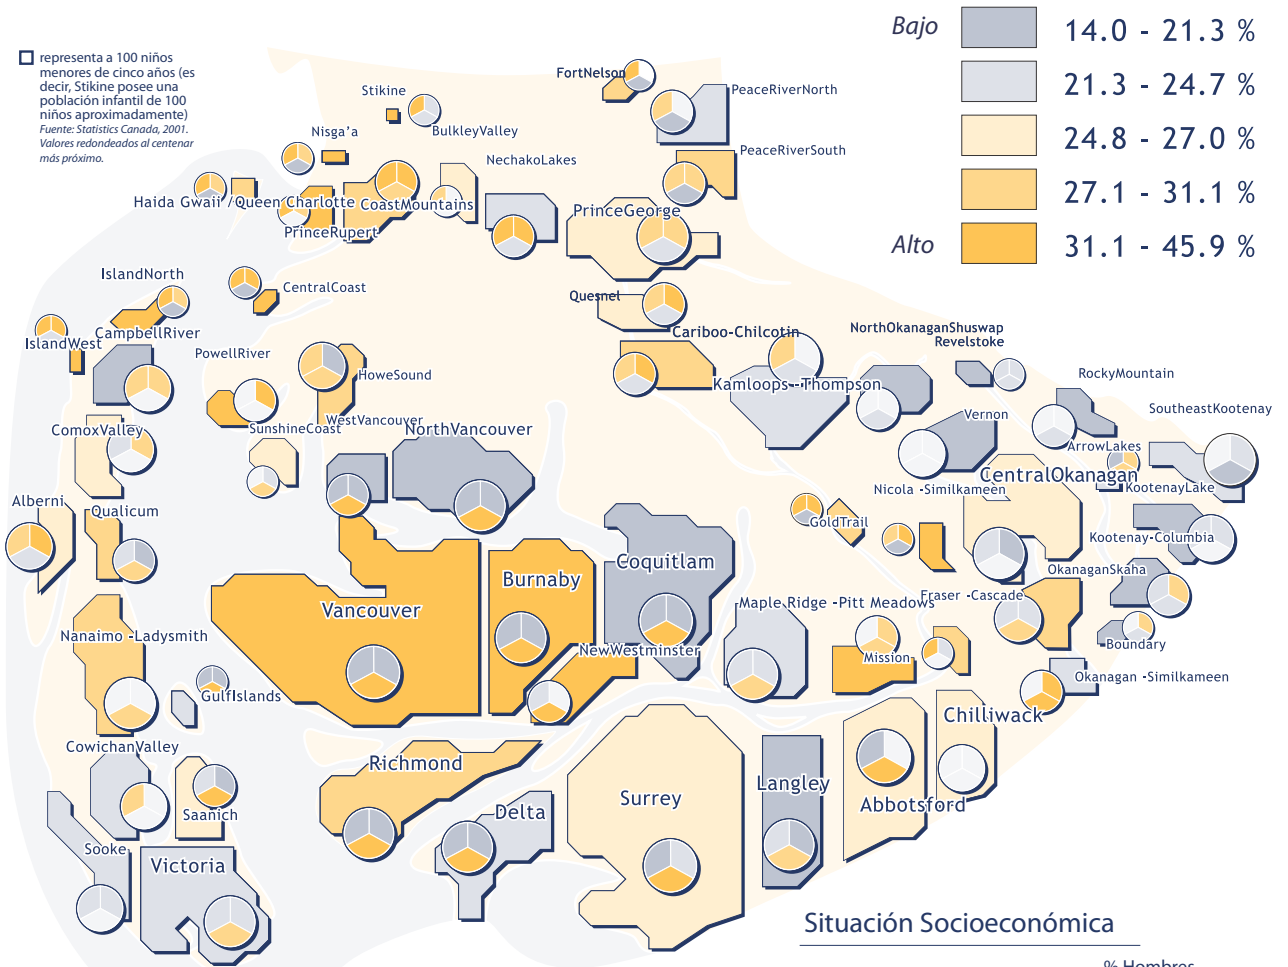 Bajo
14.0 - 21.3 %
21.3 - 24.7 %
24.8 - 27.0 %
27.1 - 31.1 %
Alto
31.1 - 45.9 %
representa a 100 niños
menores de cinco años (es
decir, Stikine posee una
población infantil de 100
niños aproximadamente)
Fuente: Statistics Canada, 2001.
Valores redondeados al centenar
más próximo.
FortNelson
PeaceRiverNorth
Stikine
BulkleyValley
Nisga'a
NechakoLakes
PeaceRiverSouth
Haida Gwaii /Queen Charlotte
CoastMountains
PrinceRupert
PrinceGeorge
IslandNorth
CentralCoast
Quesnel
CampbellRiver
IslandWest
PowellRiver
HoweSound
Cariboo-Chilcotin
NorthOkanaganShuswap
Revelstoke
Kamloops-Thompson
RockyMountain
SoutheastKootenay
Vernon
SunshineCoast
WestVancouver
NorthVancouver
ComoxValley
ArrowLakes
CentralOkanagan
KootenayLake
Nicola -Similkameen
Alberni
Qualicum
GoldTrail
Kootenay-Columbia
Coquitlam
Burnaby
OkanaganSkaha
Vancouver
Maple Ridge -Pitt Meadows
Fraser -Cascade
Nanaimo -Ladysmith
NewWestminster
Mission
Boundary
Okanagan -Similkameen
GulfIslands
Chilliwack
CowichanValley
Richmond
Surrey
Langley
Abbotsford
Saanich
Delta
Sooke
Victoria
Situación Socioeconómica
% Hombres